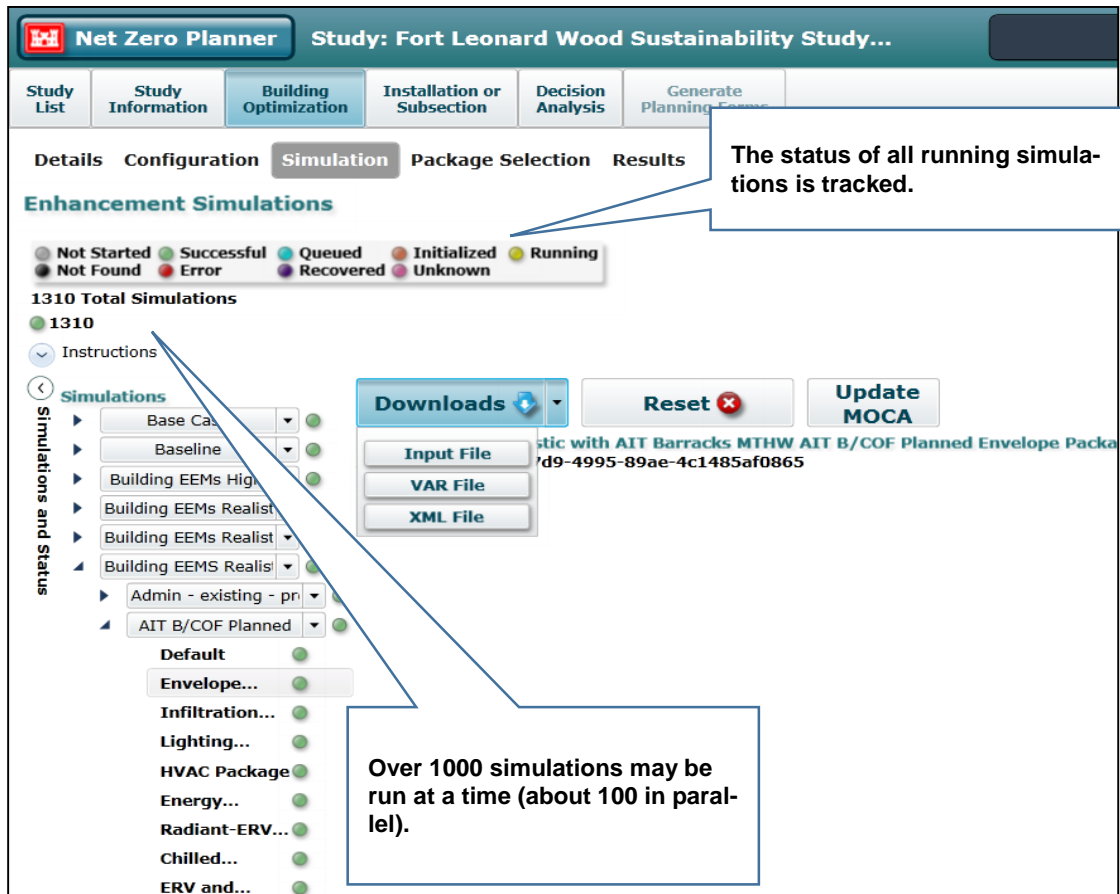 Net Zero Planner
Study: Fort Leonard Wood Sustainability Study...
Study List
Study Information
Building Optimization
Installation or Subsection
Decision Analysis
Generate Planning Forms
Details Configuration Simulation Package Selection Results
The status of all running simula-
tions is tracked.
Enhancement Simulations
Not Started Successful Queued Initialized Running
Not Found Error Recovered Unknown
1310 Total Simulations
1310
Instructions
Simulations and Status
Simulations
Base Cas
Baseline
Building EEMs High
Building EEMs Realist
Building EEMs Realist
Building EEMS Realis
Admin - existing - pr
AIT B/COF Planned
Default
Envelope...
Infiltration...
Lighting...
HVAC Package
Energy...
Radiant-ERV...
Chilled...
ERV and...
Downloads
Reset
Update
MOCA
Input File
VAR File
XML File
stic with AIT Barracks MTHW AIT B/COF Planned Envelope Packa
7d9-4995-89ae-4c1485af0865
Over 1000 simulations may be
run at a time (about 100 in paral-
lel).